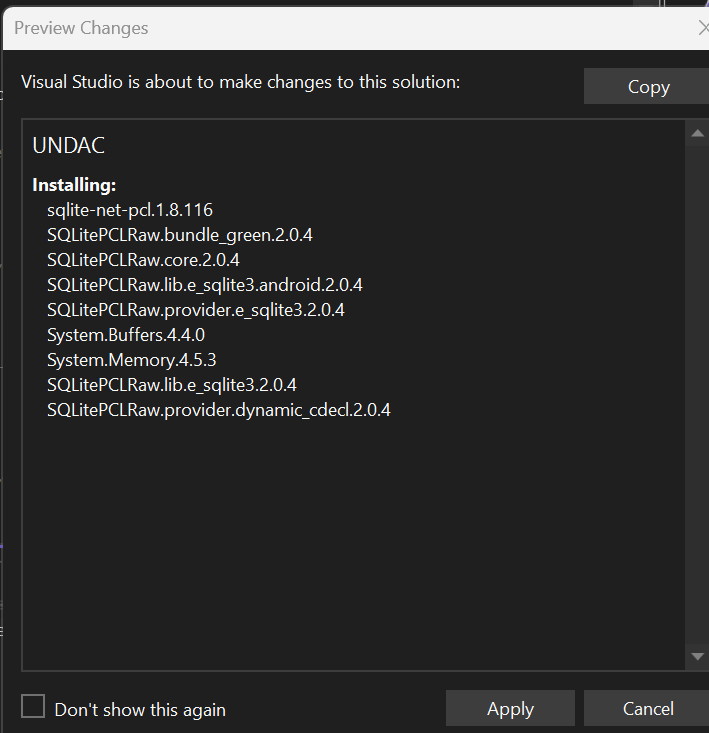 Preview Changes
Visual Studio is about to make changes to this solution:
Copy
UNDAC
Installing:
sqlite-net-pcl.1.8.116
SQLitePCLRaw.bundle_green.2.0.4
SQLitePCLRaw.core.2.0.4
SQLitePCLRaw.lib.e_sqlite3.android.2.0.4
SQLitePCLRaw.provider.e_sqlite3.2.0.4
System.Buffers.4.4.0
System.Memory.4.5.3
SQLitePCLRaw.lib.e_sqlite3.2.0.4
SQLitePCLRaw.provider.dynamic_cdecl.2.0.4
Don't show this again
Apply
Cancel